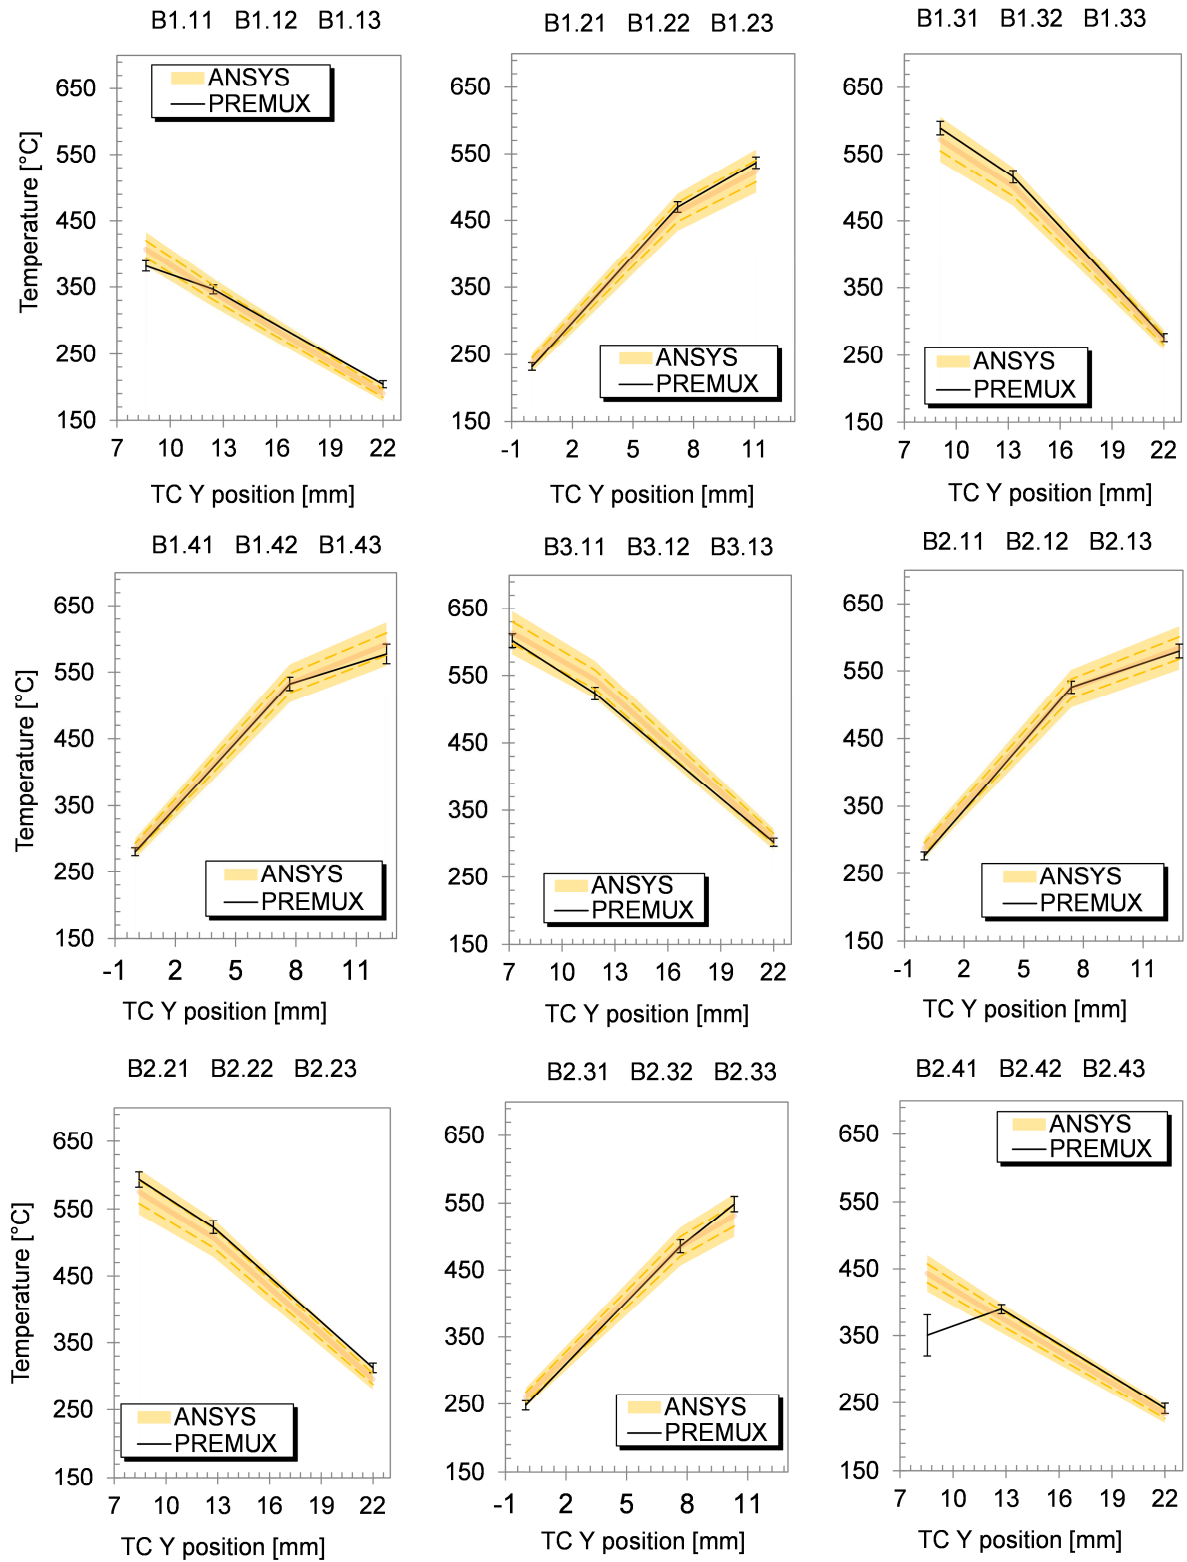 B1.11 B1.12 B1.13
650
550
450
350
250
150
Temperature [°C]
ANSYS
PREMUX
7 10 13 16 19 22
TC Y position [mm]
B1.21 B1.22 B1.23
650
550
450
350
250
150
ANSYS
PREMUX
-1 2 5 8 11
TC Y position [mm]
B1.31 B1.32 B1.33
650
550
450
350
250
150
ANSYS
PREMUX
7 10 13 16 19 22
TC Y position [mm]
B1.41 B1.42 B1.43
650
550
450
350
250
150
Temperature [°C]
ANSYS
PREMUX
-1 2 5 8 11
TC Y position [mm]
B3.11 B3.12 B3.13
650
550
450
350
250
150
ANSYS
PREMUX
7 10 13 16 19 22
TC Y position [mm]
B2.11 B2.12 B2.13
650
550
450
350
250
150
ANSYS
PREMUX
-1 2 5 8 11
TC Y position [mm]
B2.21 B2.22 B2.23
650
550
450
350
250
150
Temperature [°C]
ANSYS
PREMUX
7 10 13 16 19 22
TC Y position [mm]
B2.31 B2.32 B2.33
650
550
450
350
250
150
ANSYS
PREMUX
-1 2 5 8 11
TC Y position [mm]
B2.41 B2.42 B2.43
650
550
450
350
250
150
ANSYS
PREMUX
7 10 13 16 19 22
TC Y position [mm]